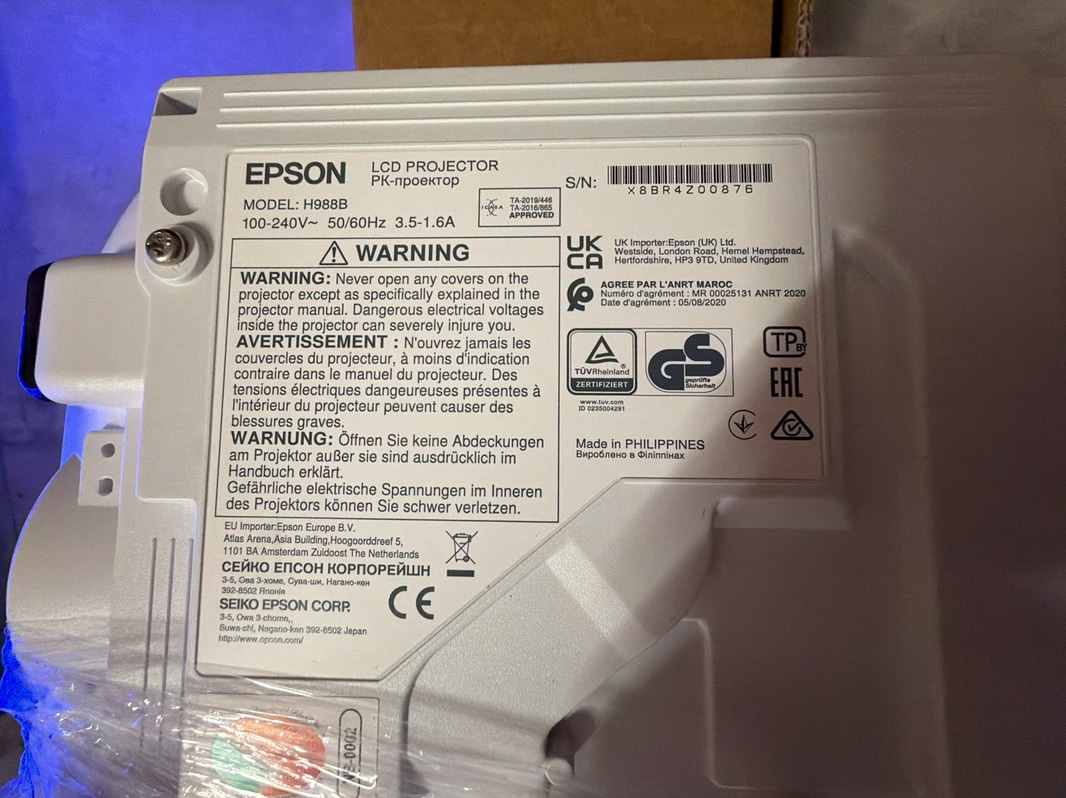 EPSON
LCD PROJECTOR
РК-проектор
MODEL: H988B
100-240V~ 50/60Hz 3.5-1.6A
ICASA
TA-2019/446
TA-2016/865
APPROVED
S/N:
X8BR4Z00876
WARNING
WARNING: Never open any covers on the
projector except as specifically explained in the
projector manual. Dangerous electrical voltages
inside the projector can severely injure you.
AVERTISSEMENT : N'ouvrez jamais les
couvercles du projecteur, à moins d'indication
contraire dans le manuel du projecteur. Des
tensions électriques dangeureuses présentes à
l'intérieur du projecteur peuvent causer des
blessures graves.
WARNUNG: Öffnen Sie keine Abdeckungen
am Projektor außer sie sind ausdrücklich im
Handbuch erklärt.
Gefährliche elektrische Spannungen im Inneren
des Projektors können Sie schwer verletzen.
UK
CA
UK Importer:Epson (UK) Ltd.
Westside, London Road, Hemel Hempstead,
Hertfordshire, HP3 9TD, United Kingdom
AGREE PAR L'ANRT MAROC
Numéro d'agrément : MR 00025131 ANRT 2020
Date d'agrément : 05/08/2020
TÜVRheinland®
ZERTIFIZIERT
GS
geprüfte
Sicherheit
www.tuv.com
ID 0235004291
TP
BY
EAC
Made in PHILIPPINES
Вироблено в Філіппінах
EU Importer:Epson Europe B.V.
Atlas Arena,Asia Building,Hoogoorddreef 5,
1101 BA Amsterdam Zuidoost The Netherlands
СЕЙКО ЕПСОН КОРПОРЕЙШН
3-5, Ова 3-хоме, Сува-ши, Нагано-кен
392-8502 Японія
SEIKO EPSON CORP.
3-5, Owa 3-chome,
Suwa-shi, Nagano-ken 392-8502 Japan
http://www.epson.com/
CE